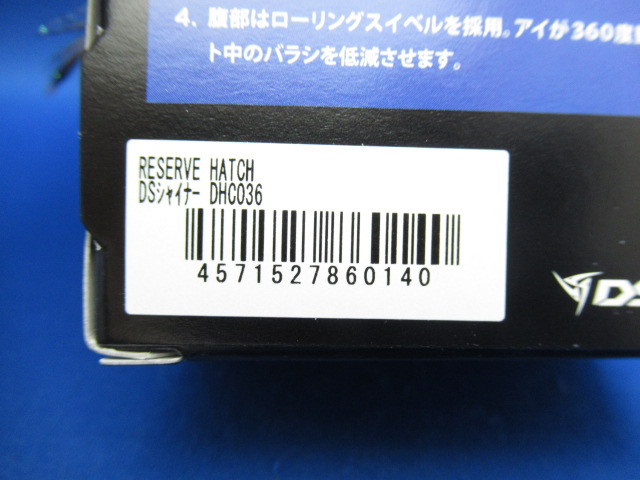 4、腹部はローリングスイベルを採用。アイが360度
ト中のバラシを低減させます。
RESERVE HATCH
DSｼｬｲﾅｰ DHC036
4571527860140
DS